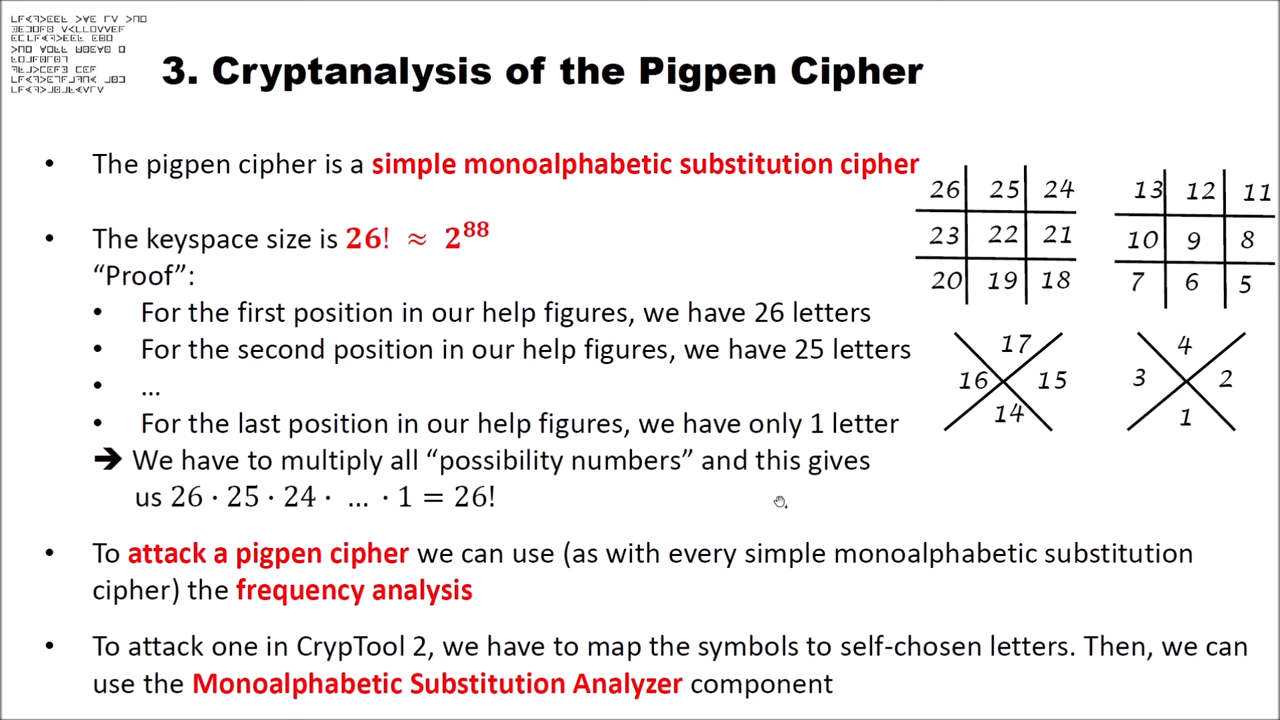 3. Cryptanalysis of the Pigpen Cipher
• The pigpen cipher is a simple monoalphabetic substitution cipher
• The keyspace size is 26! ≈ 2^88
“Proof”:
• For the first position in our help figures, we have 26 letters
• For the second position in our help figures, we have 25 letters
• ...
• For the last position in our help figures, we have only 1 letter
➔ We have to multiply all “possibility numbers” and this gives
us 26 · 25 · 24 · ... · 1 = 26!
• To attack a pigpen cipher we can use (as with every simple monoalphabetic substitution
cipher) the frequency analysis
• To attack one in CrypTool 2, we have to map the symbols to self-chosen letters. Then, we can
use the Monoalphabetic Substitution Analyzer component
26 25 24
23 22 21
20 19 18
13 12 11
10 9 8
7 6 5
17
16 15
14
4
3 2
1